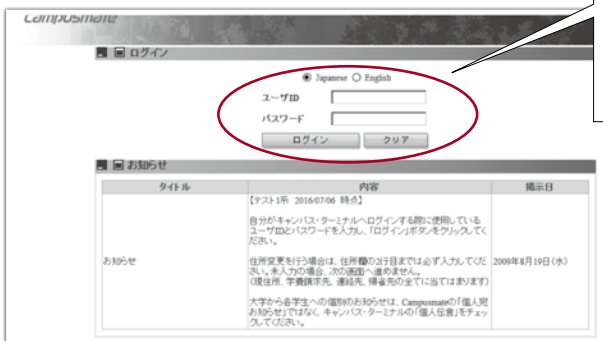 Campusmate
ログイン
Japanese English
ユーザID
パスワード
ログイン クリア
お知らせ
タイトル 内容 掲示日
【テスト1系 2016/07/06 時点】
自分がキャンパス・ターミナルへログインする際に使用している
ユーザIDとパスワードを入力し、「ログイン」ボタンをクリックしてく
ださい。
お知らせ
住所変更を行う場合は、住所欄の2行目までは必ず入力してくだ
さい。未入力の場合、次の画面へ進めません。
(現住所、学費請求先、連絡先、帰省先の全てに当てはまります)
2009年8月19日(水)
大学から各学生への個別のお知らせは、Campusmateの「個人宛
お知らせ」ではなく、キャンパス・ターミナルの「個人伝言」をチェッ
クしてください。